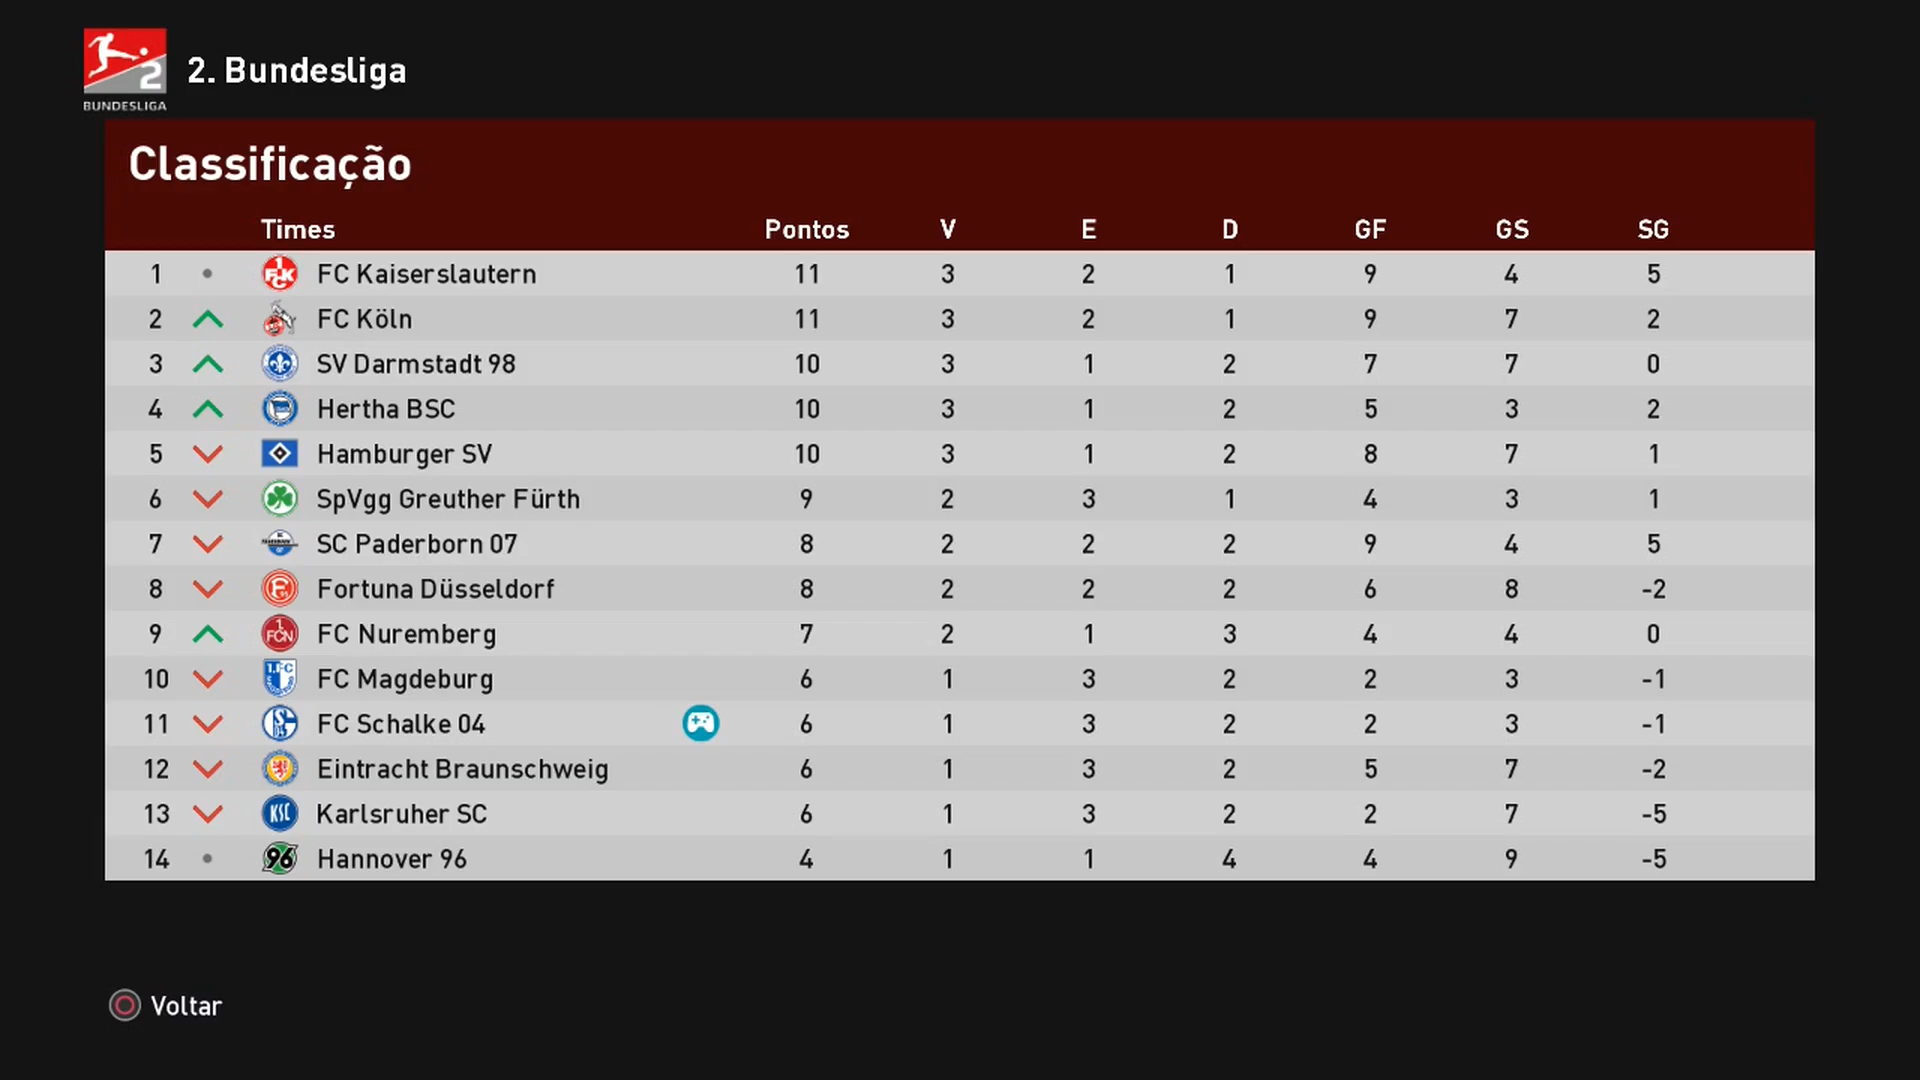 2. Bundesliga
2
BUNDESLIGA
Classificação
Times Pontos V E D GF GS SG
1 FC Kaiserslautern 11 3 2 1 9 4 5
2 FC Köln 11 3 2 1 9 7 2
3 SV Darmstadt 98 10 3 1 2 7 7 0
4 Hertha BSC 10 3 1 2 5 3 2
5 Hamburger SV 10 3 1 2 8 7 1
6 SpVgg Greuther Fürth 9 2 3 1 4 3 1
7 SC Paderborn 07 8 2 2 2 9 4 5
8 Fortuna Düsseldorf 8 2 2 2 6 8 -2
9 FC Nuremberg 7 2 1 3 4 4 0
10 FC Magdeburg 6 1 3 2 2 3 -1
11 FC Schalke 04 6 1 3 2 2 3 -1
12 Eintracht Braunschweig 6 1 3 2 5 7 -2
13 KSC Karlsruher SC 6 1 3 2 2 7 -5
14 96 Hannover 96 4 1 1 4 4 9 -5
Voltar